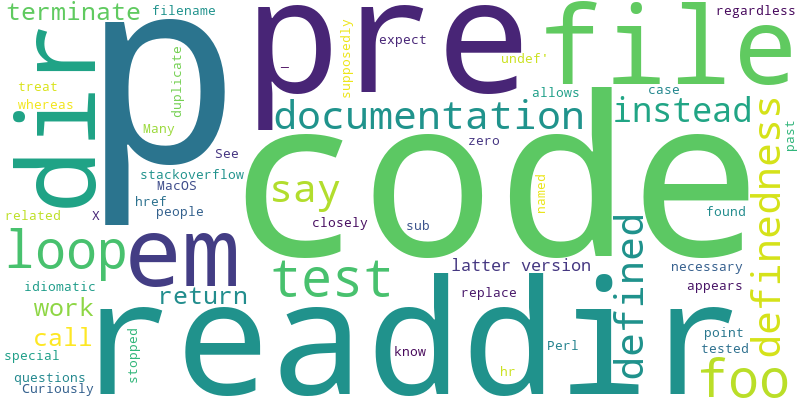 terminate
filename
p
pre
file
regardless
expect
supposedly
undef'
—
dir
treat
whereas
duplicate
Many
documentation
allows
case
instead
definedness
past
code
zero
See
stackoverflow
MacOS
href
people
say
named
related
X
closely
sub
found
loop
em
test
latter version
defined
necessary
appears
idiomatic
return
replace
work
readdir
call
special
stopped
know
Perl
point
tested
questions
Curiously
hr
foo